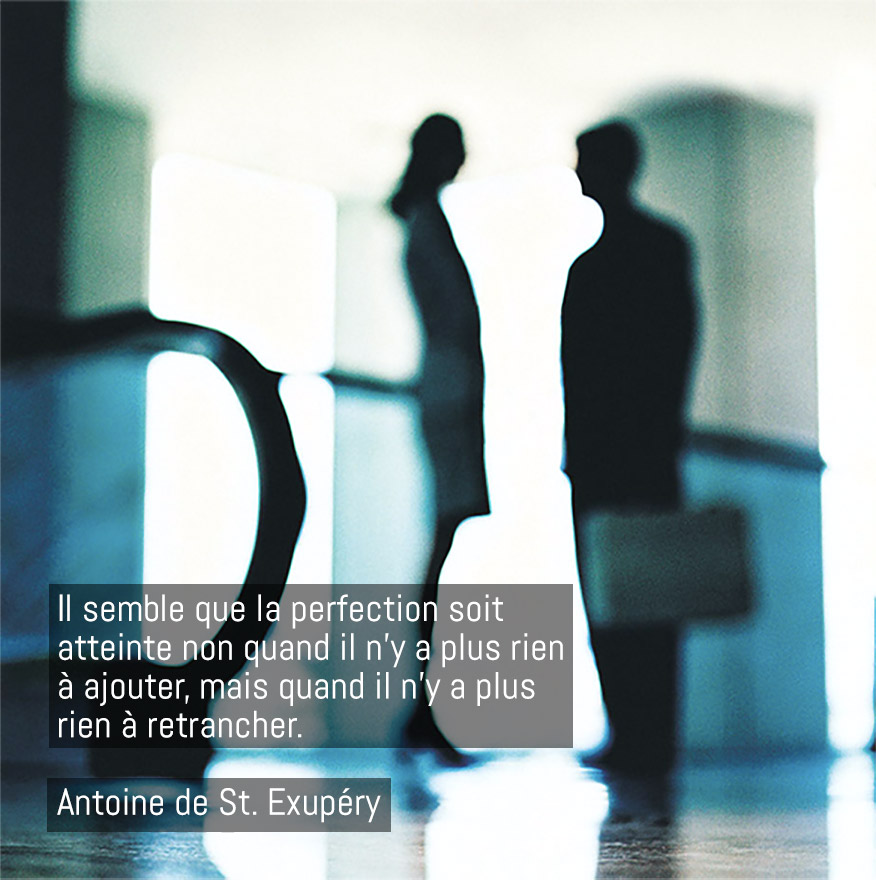 Il semble que la perfection soit
atteinte non quand il n'y a plus rien
à ajouter, mais quand il n'y a plus
rien à retrancher.
Antoine de St. Exupéry